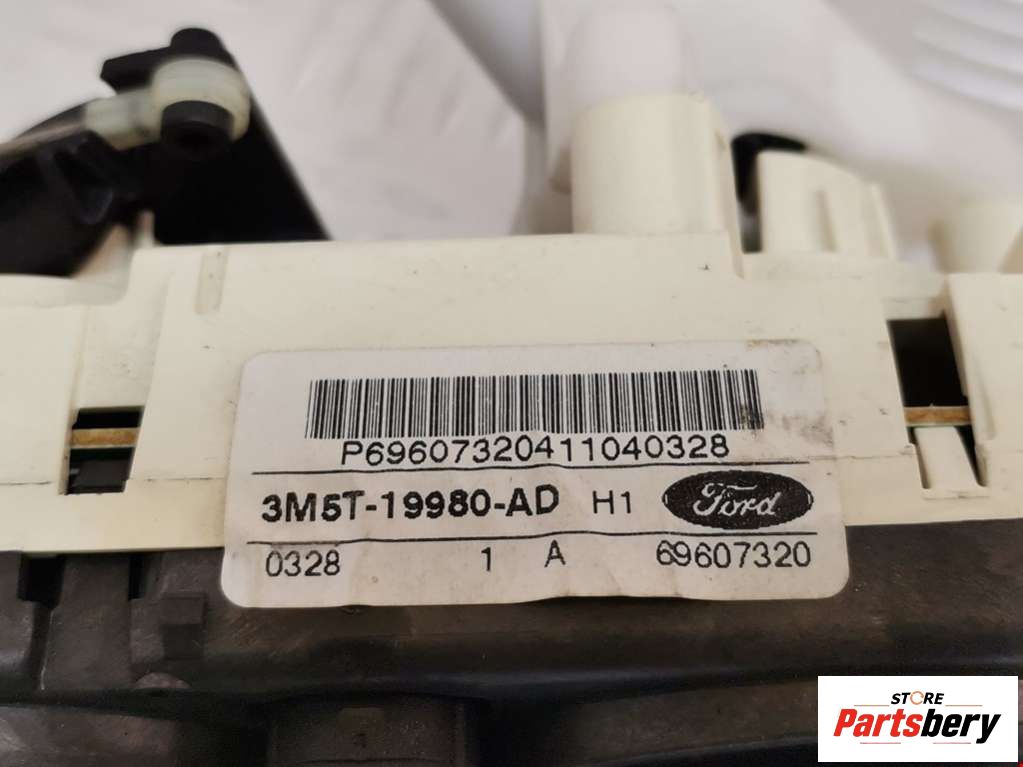 P69607320411040328
3M5T-19980-AD H1 Ford
0328 1 A 69607320
STORE
Partsbery